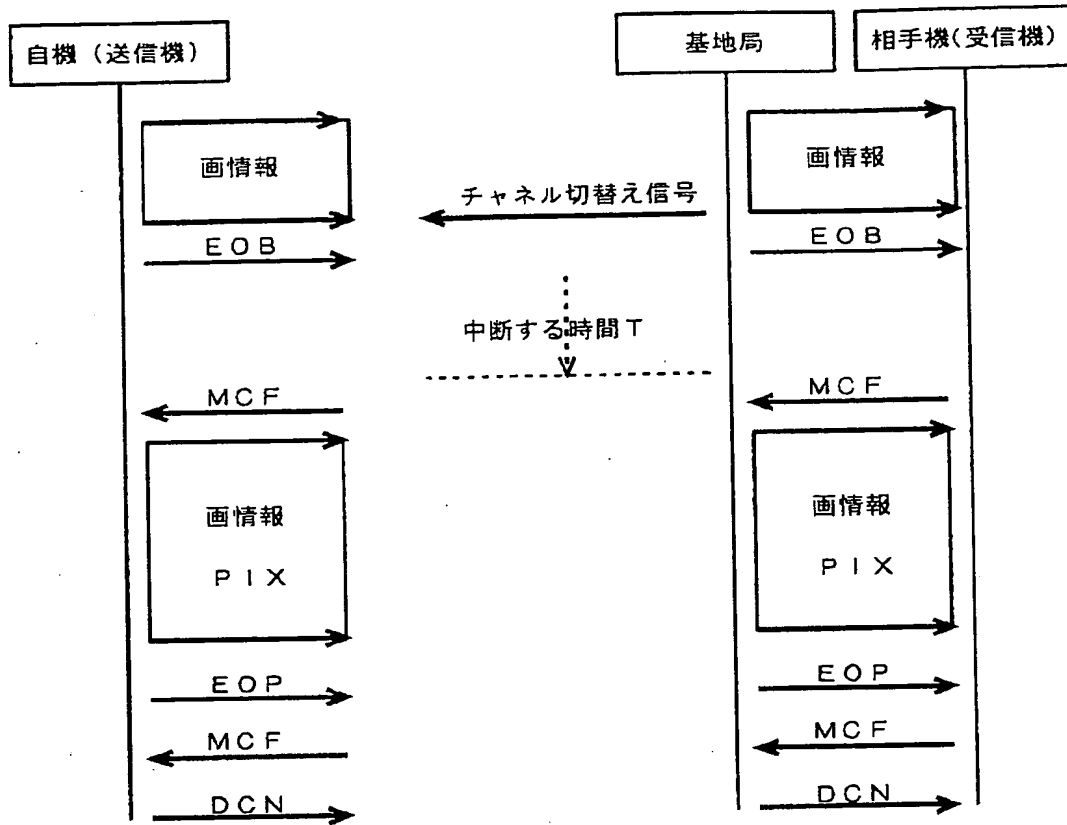 自機（送信機）
基地局
相手機（受信機）
画情報
画情報
チャネル切替え信号
ＥＯＢ
ＥＯＢ
中断する時間Ｔ
ＭＣＦ
ＭＣＦ
画情報
ＰＩＸ
画情報
ＰＩＸ
ＥＯＰ
ＥＯＰ
ＭＣＦ
ＭＣＦ
ＤＣＮ
ＤＣＮ